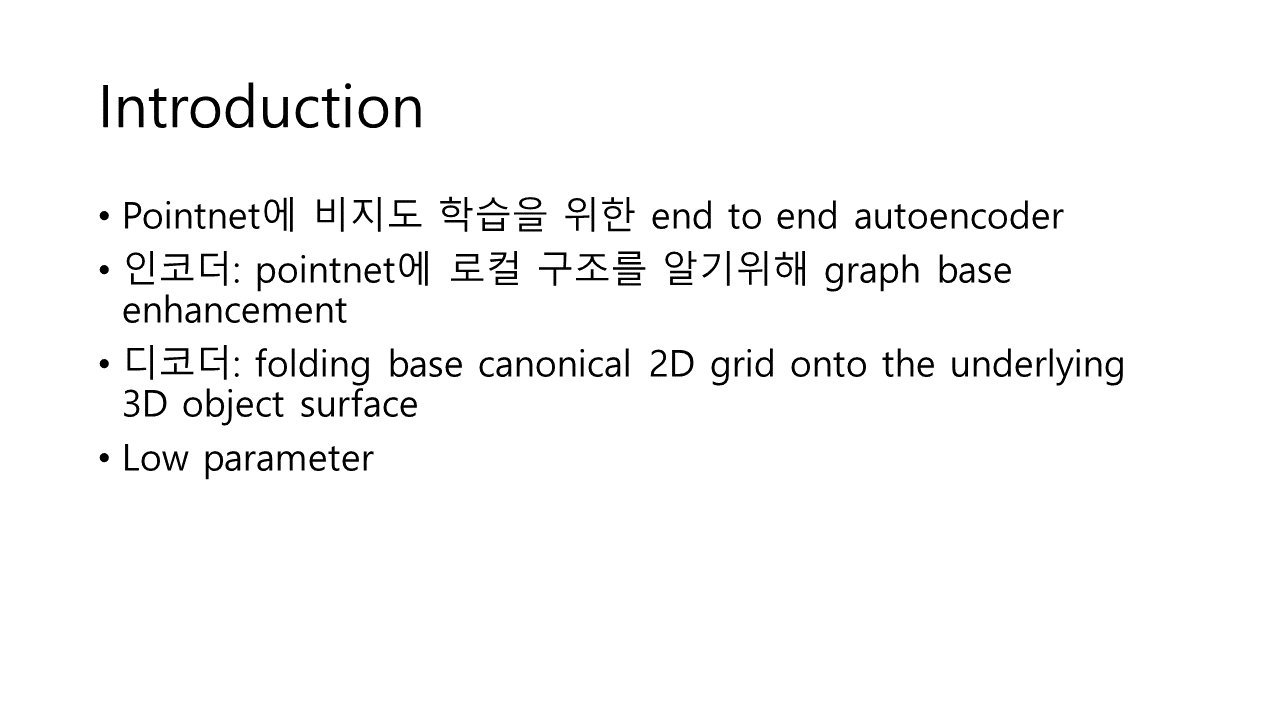 Introduction
• Pointnet에 비지도 학습을 위한 end to end autoencoder
• 인코더: pointnet에 로컬 구조를 알기위해 graph base
enhancement
• 디코더: folding base canonical 2D grid onto the underlying
3D object surface
• Low parameter